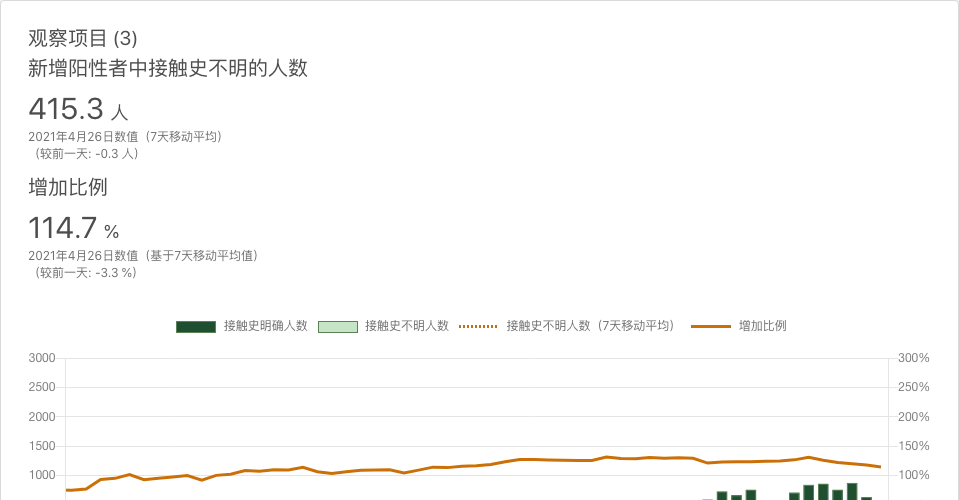 观察项目 (3)
新增阳性者中接触史不明的人数
415.3 人
2021年4月26日数值（7天移动平均）
（较前一天: -0.3 人）
增加比例
114.7 %
2021年4月26日数值（基于7天移动平均值）
（较前一天: -3.3 %）
接触史明确人数 接触史不明人数 接触史不明人数（7天移动平均） 增加比例
3000 300%
2500 250%
2000 200%
1500 150%
1000 100%